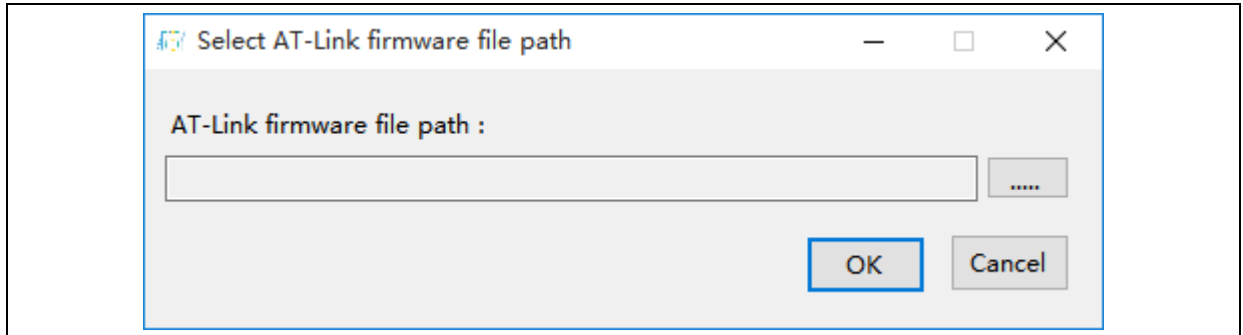 Select AT-Link firmware file path
AT-Link firmware file path :
.....
OK Cancel